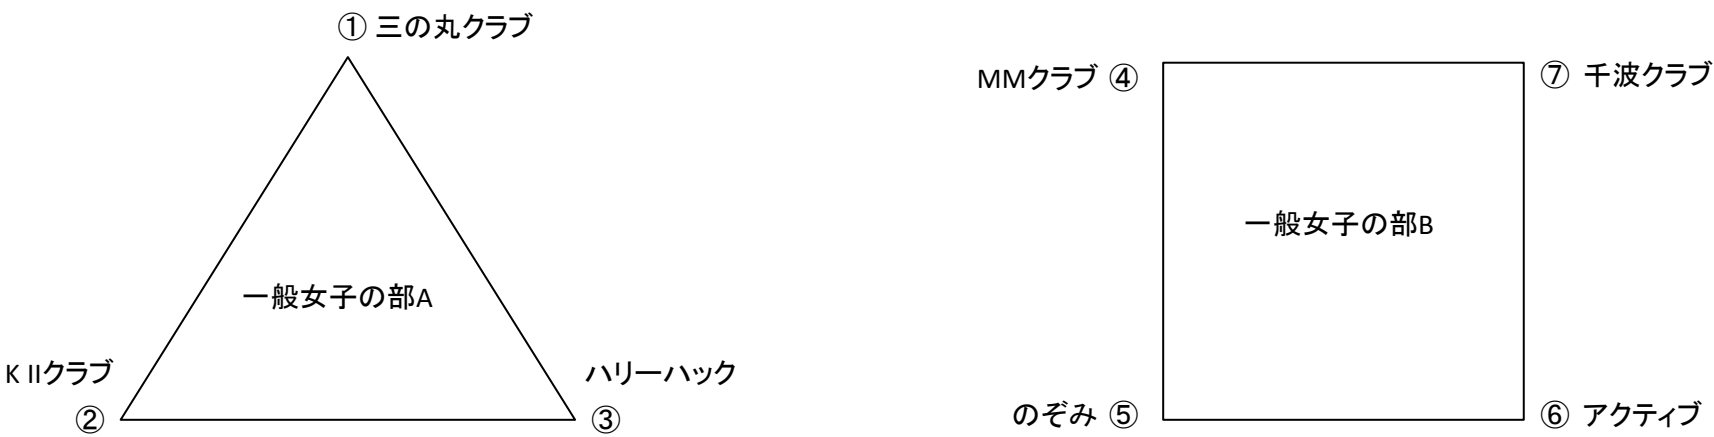 ① 三の丸クラブ
一般女子の部A
K IIクラブ
②
ハリーハック
③
MMクラブ ④
⑦ 千波クラブ
一般女子の部B
のぞみ ⑤
⑥ アクティブ